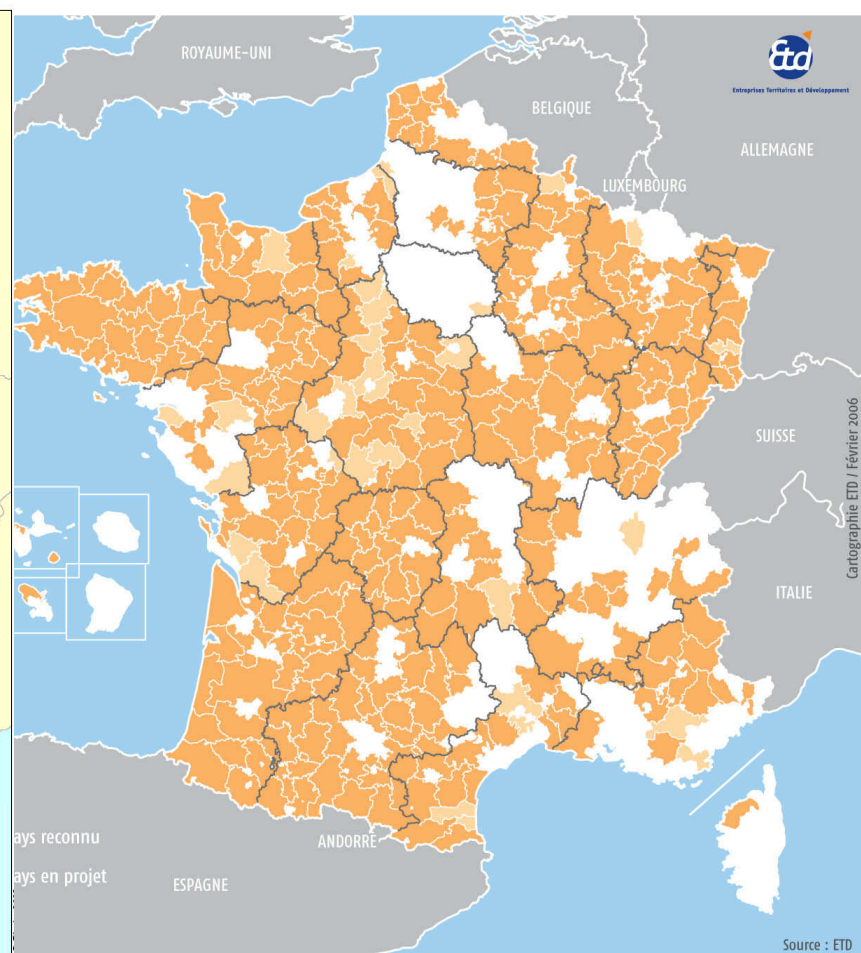 ROYAUME-UNI
Etd
Entreprises Territoires et Développement
BELGIQUE
ALLEMAGNE
LUXEMBOURG
SUISSE
Cartographie ETD / Février 2006
ITALIE
ays reconnu
ANDORRE
ays en projet
ESPAGNE
Source : ETD